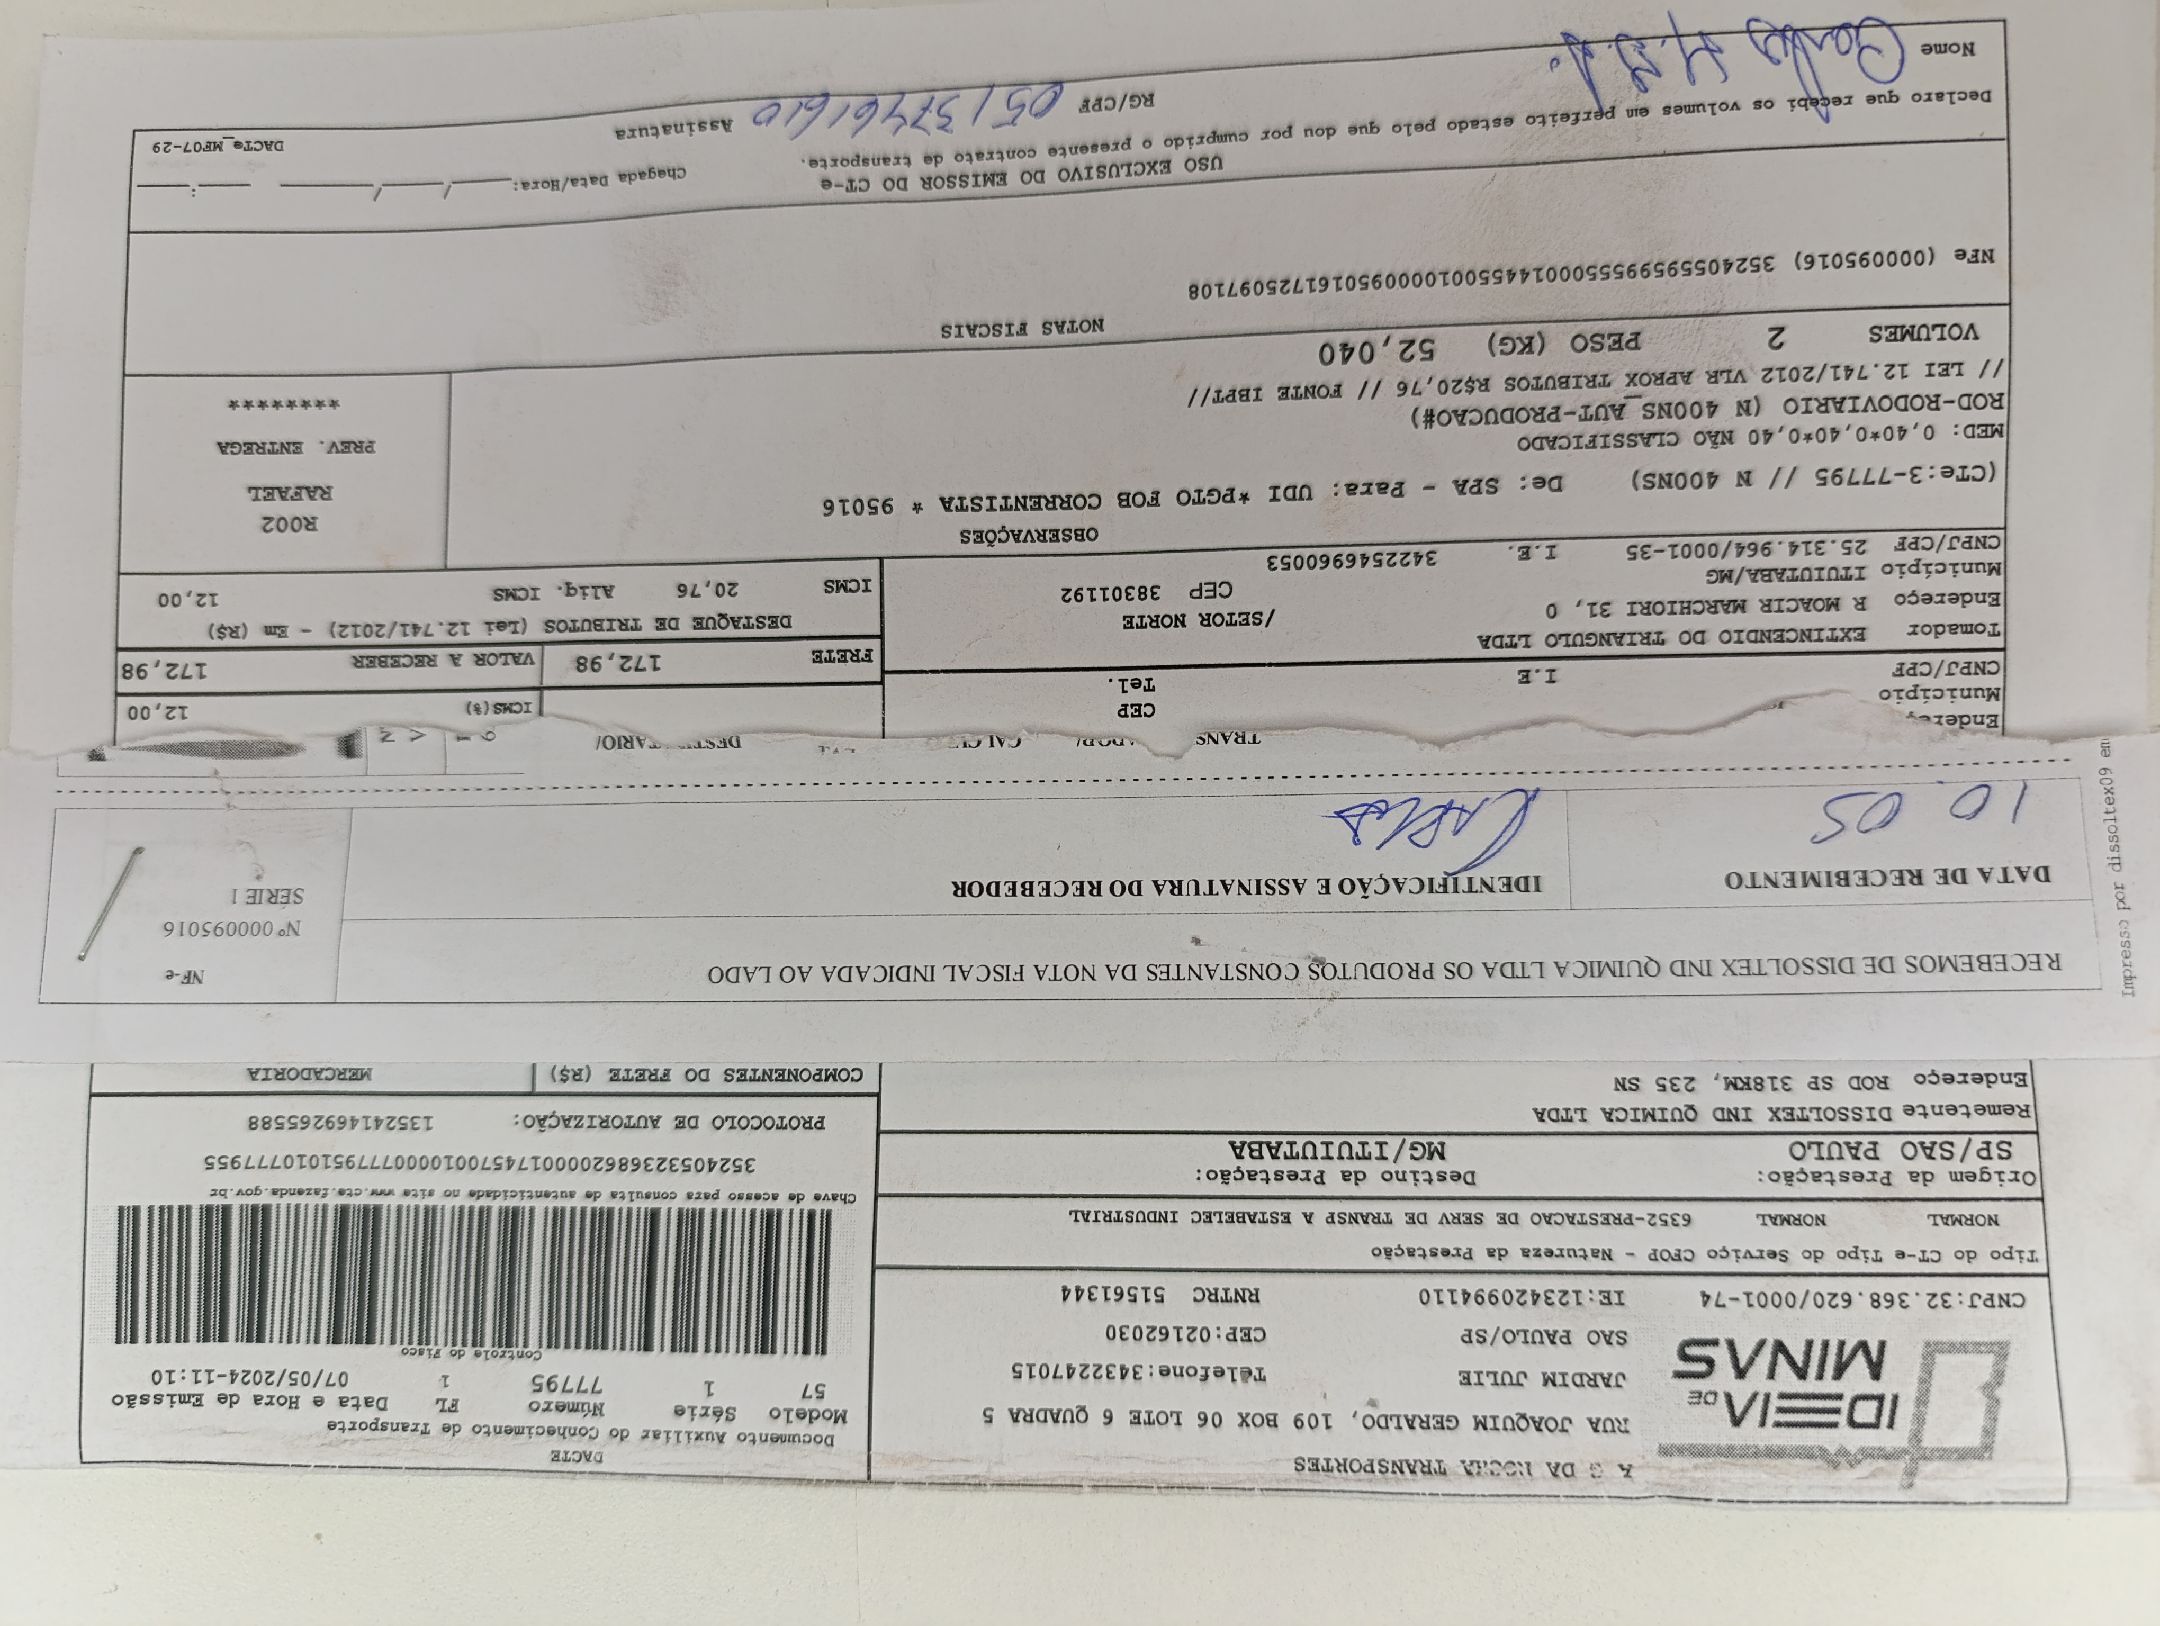 A G DA ROCHA TRANSPORTES
IDEIA DE MINAS
RUA JOAQUIM GERALDO, 109 BOX 06 LOTE 6 QUADRA 5
JARDIM JULIE Telefone:3432247015
SAO PAULO/SP CEP:02162030
CNPJ:32.368.620/0001-74 IE:123420994110 RNTRC 51561344
DACTE
Documento Auxiliar do Conhecimento de Transporte
Modelo Série Número FL Data e Hora de Emissão
57 1 77795 1 07/05/2024-11:10
Controle do Fisco
Chave de acesso para consulta de autenticidade no site www.cte.fazenda.gov.br
35240532368620000174570010000777951010777955
PROTOCOLO DE AUTORIZAÇÃO: 135241469265588
Tipo do CT-e Tipo do Serviço CFOP - Natureza da Prestação
NORMAL NORMAL 6352-PRESTACAO DE SERV DE TRANSP A ESTABELEC INDUSTRIAL
Origem da Prestação: Destino da Prestação:
SP/SAO PAULO MG/ITUIUTABA
Remetente DISSOLTEX IND QUIMICA LTDA
Endereço ROD SP 318KM, 235 SN
COMPONENTES DO FRETE (R$) MERCADORIA
RECEBEMOS DE DISSOLTEX IND QUIMICA LTDA OS PRODUTOS CONSTANTES DA NOTA FISCAL INDICADA AO LADO
NF-e
Nº 000095016
SÉRIE 1
DATA DE RECEBIMENTO IDENTIFICAÇÃO E ASSINATURA DO RECEBEDOR
10.05
Impresso por dissoltex09 em
CEP
Município
CNPJ/CPF I.E Tel.
ICMS(%) 12,00
FRETE 172,98 VALOR A RECEBER 172,98
Tomador EXTINCENDIO DO TRIANGULO LTDA
Endereço R MOACIR MARCHIORI 31, 0 /SETOR NORTE
Município ITUIUTABA/MG CEP 38301192
CNPJ/CPF 25.314.964/0001-35 I.E. 3422546960053
DESTAQUE DE TRIBUTOS (Lei 12.741/2012) - Em (R$)
ICMS 20,76 Aliq. ICMS 12,00
OBSERVAÇÕES
(CTe:3-77795 // N 400NS) De: SPA - Para: UDI *PGTO FOB CORRENTISTA * 95016
MED: 0,40*0,40*0,40 NÃO CLASSIFICADO
ROD-RODOVIARIO (N 400NS_AUT-PRODUCAO#)
// LEI 12.741/2012 VLR APROX TRIBUTOS R$20,76 // FONTE IBPT//
VOLUMES 2 PESO (KG) 52,040
R002
RAFAEL
PREV. ENTREGA
********
NOTAS FISCAIS
NFe (000095016) 35240559599555000144550010000950161725097108
USO EXCLUSIVO DO EMISSOR DO CT-e
Declaro que recebi os volumes em perfeito estado pelo que dou por cumprido o presente contrato de transporte.
Chegada Data/Hora: ____/____/____ ____:____
Nome RG/CPF 05137461610 Assinatura
DACTe_MF07-29